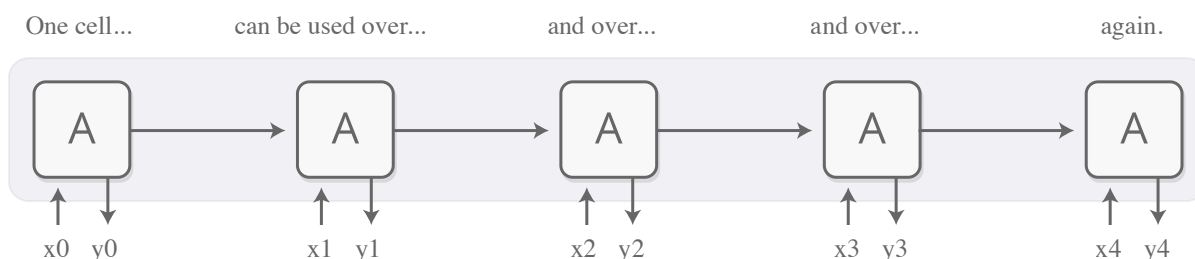 One cell... can be used over... and over... and over... again.
A A A A A
x0 y0 x1 y1 x2 y2 x3 y3 x4 y4